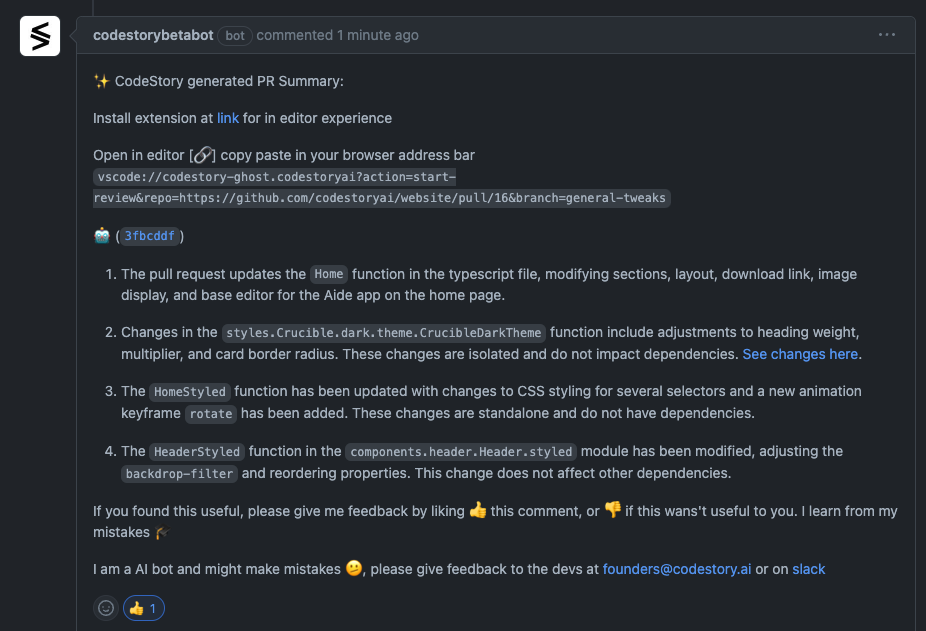 codestorybetabot bot commented 1 minute ago ...
✨ CodeStory generated PR Summary:
Install extension at link for in editor experience
Open in editor [🔗] copy paste in your browser address bar
vscode://codestory-ghost.codestoryai?action=start-
review&repo=https://github.com/codestoryai/website/pull/16&branch=general-tweaks
🤖 (3fbcddf)
1. The pull request updates the Home function in the typescript file, modifying sections, layout, download link, image
display, and base editor for the Aide app on the home page.
2. Changes in the styles.Crucible.dark.theme.CrucibleDarkTheme function include adjustments to heading weight,
multiplier, and card border radius. These changes are isolated and do not impact dependencies. See changes here.
3. The HomeStyled function has been updated with changes to CSS styling for several selectors and a new animation
keyframe rotate has been added. These changes are standalone and do not have dependencies.
4. The HeaderStyled function in the components.header.Header.styled module has been modified, adjusting the
backdrop-filter and reordering properties. This change does not affect other dependencies.
If you found this useful, please give me feedback by liking 👍 this comment, or 👎 if this wans't useful to you. I learn from my
mistakes 🎓
I am a AI bot and might make mistakes 🫤, please give feedback to the devs at founders@codestory.ai or on slack
👍 1